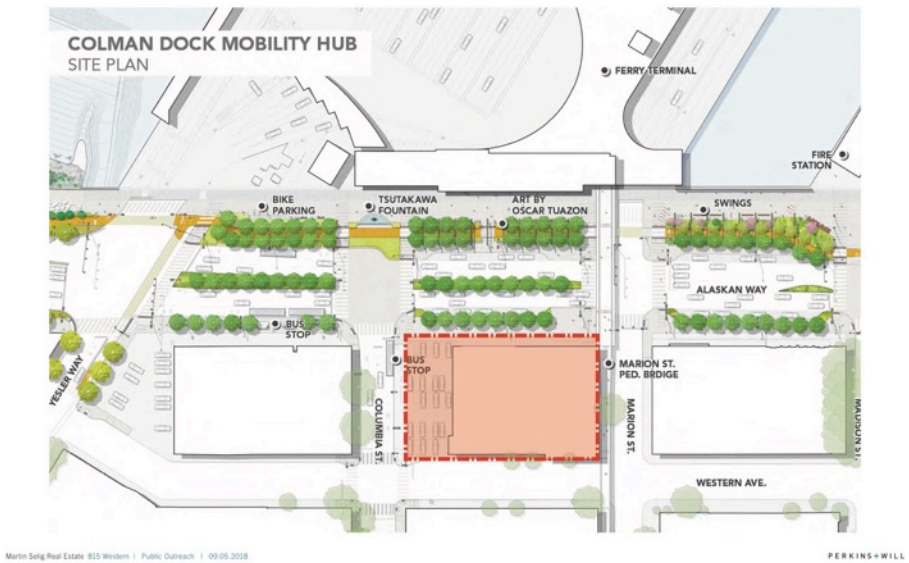 COLMAN DOCK MOBILITY HUB
SITE PLAN
FERRY TERMINAL
FIRE
STATION
BIKE
PARKING
TSUTAKAWA
FOUNTAIN
ART BY
OSCAR TUAZON
SWINGS
ALASKAN WAY
BUS
STOP
BUS
STOP
MARION ST.
PED. BRDIGE
YESLER WAY
COLUMBIA ST.
MARION ST.
MADISON ST.
WESTERN AVE.
Martin Selig Real Estate 815 Western | Public Outreach | 09.05.2018
PERKINS+WILL